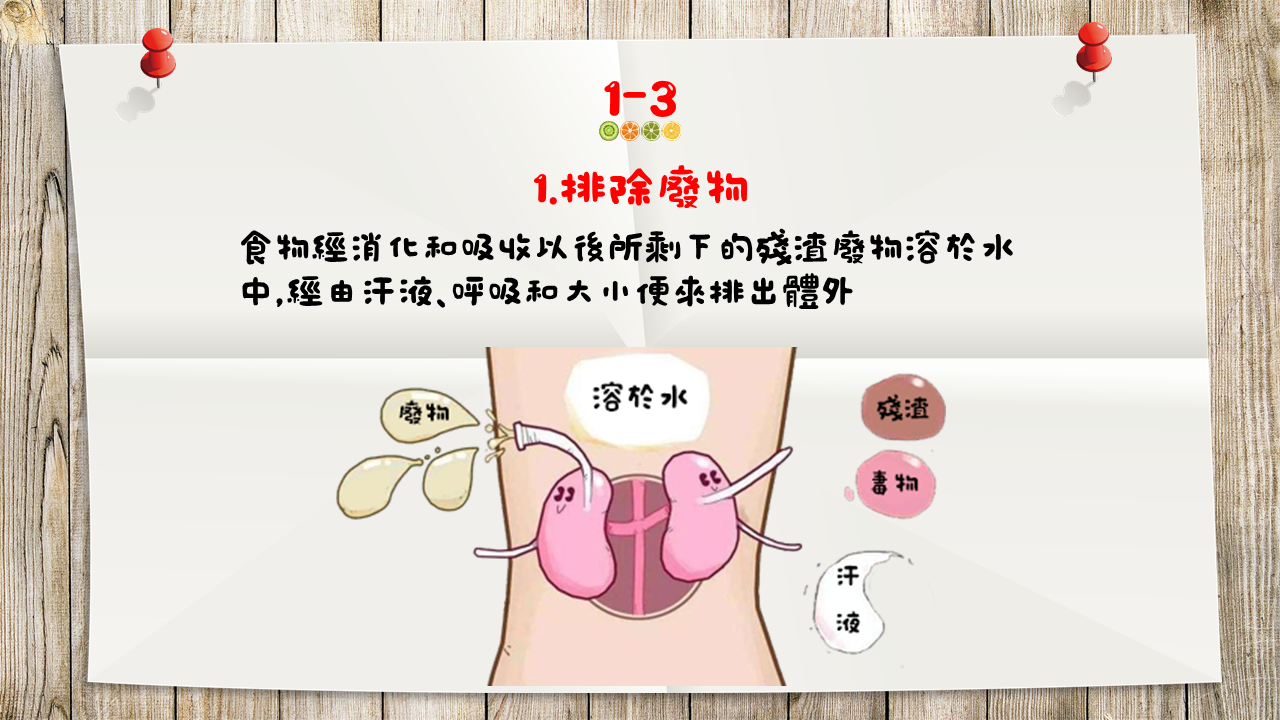 1-3
1.排除廢物
食物經消化和吸收以後所剩下的殘渣廢物溶於水
中,經由汗液、呼吸和大小便來排出體外
溶於水
廢物
殘渣
毒物
汗
液